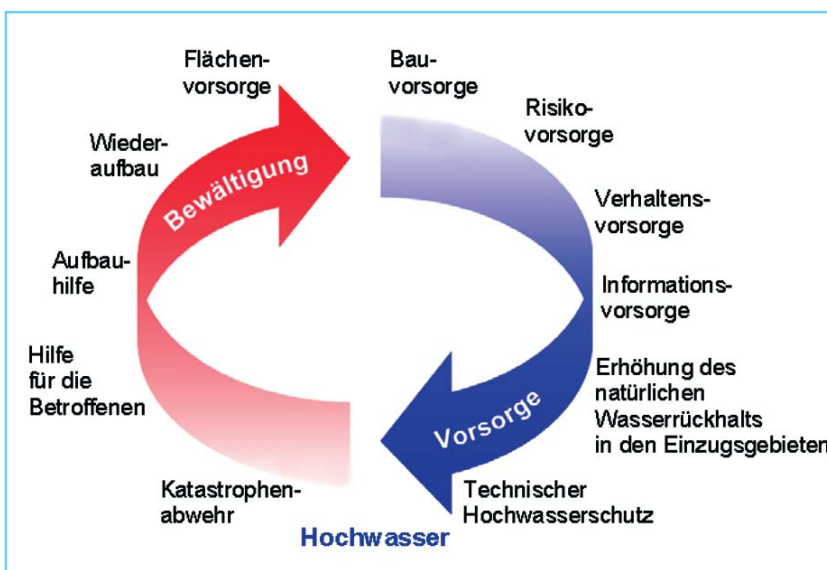 Flächen-
vorsorge
Bau-
vorsorge
Risiko-
vorsorge
Verhaltens-
vorsorge
Informations-
vorsorge
Erhöhung des
natürlichen
Wasserrückhalts
in den Einzugsgebieten
Technischer
Hochwasserschutz
Vorsorge
Hochwasser
Katastrophen-
abwehr
Hilfe
für die
Betroffenen
Aufbau-
hilfe
Wieder-
aufbau
Bewältigung